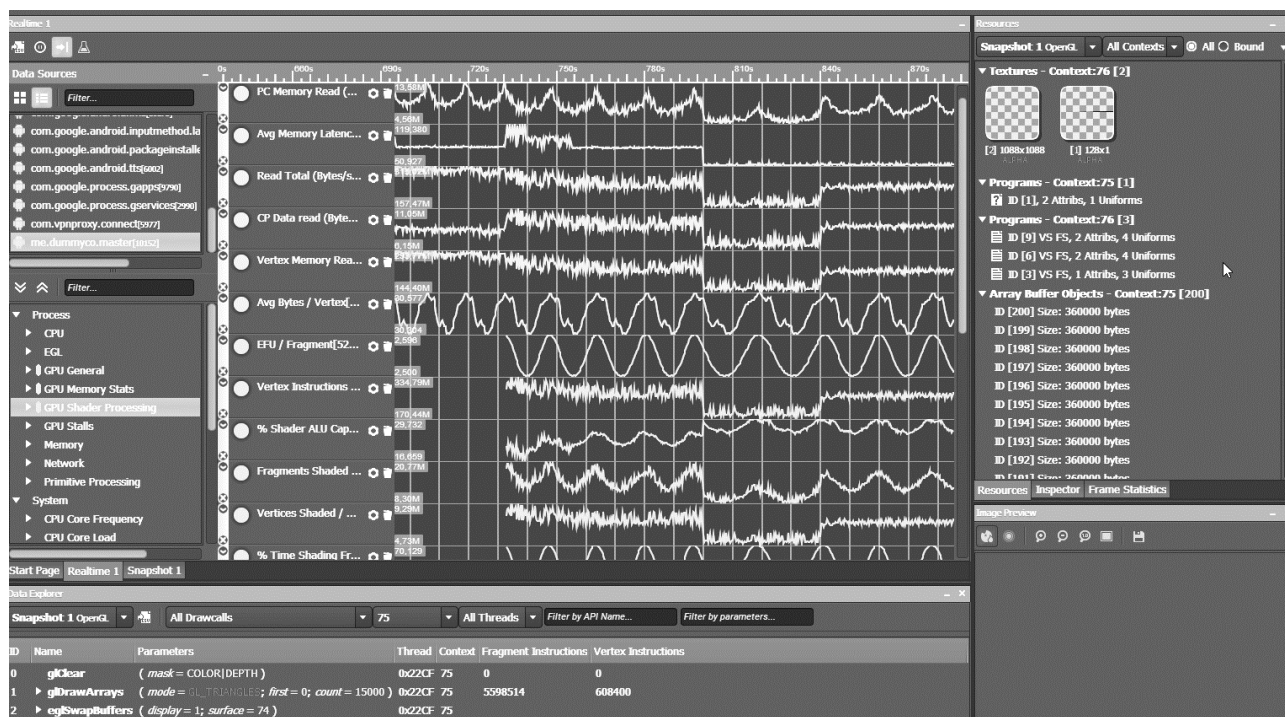 Realtime 1
Data Sources
Filter...
com.google.android.inputmethod.la
com.google.android.packageinstalle
com.google.android.tts[6002]
com.google.process.gapps[9790]
com.google.process.gservices[2990]
com.vpnproxy.connect[5977]
me.dummyco.master[10152]
Filter...
Process
CPU
EGL
GPU General
GPU Memory Stats
GPU Shader Processing
GPU Stalls
Memory
Network
Primitive Processing
System
CPU Core Frequency
CPU Core Load
0s 660s 690s 720s 750s 780s 810s 840s 870s
PC Memory Read (... 13,58M
4,56M
Avg Memory Latenc... 119,380
50,927
Read Total (Bytes/s...
157,47M
CP Data read (Byte... 11,05M
6,15M
Vertex Memory Rea...
144,40M
Avg Bytes / Vertex[... 30,577
30,304
EFU / Fragment[52... 2,596
2,500
Vertex Instructions ... 334,79M
170,44M
% Shader ALU Cap... 29,732
16,659
Fragments Shaded ... 20,77M
8,30M
Vertices Shaded / ... 9,29M
4,73M
% Time Shading Fr... 70,129
Start Page Realtime 1 Snapshot 1
Data Explorer
Snapshot 1 OpenGL All Drawcalls 75 All Threads Filter by API Name... Filter by parameters...
ID Name Parameters Thread Context Fragment Instructions Vertex Instructions
0 glClear ( mask = COLOR|DEPTH ) 0x22CF 75 0 0
1 glDrawArrays ( mode = GL_TRIANGLES; first = 0; count = 15000 ) 0x22CF 75 5598514 608400
2 eglSwapBuffers ( display = 1; surface = 74 ) 0x22CF 75
Resources
Snapshot 1 OpenGL All Contexts All Bound
Textures - Context:76 [2]
[2] 1088x1088 [1] 128x1
ALPHA ALPHA
Programs - Context:75 [1]
ID [1], 2 Attribs, 1 Uniforms
Programs - Context:76 [3]
ID [9] VS FS, 2 Attribs, 4 Uniforms
ID [6] VS FS, 2 Attribs, 4 Uniforms
ID [3] VS FS, 1 Attribs, 3 Uniforms
Array Buffer Objects - Context:75 [200]
ID [200] Size: 360000 bytes
ID [199] Size: 360000 bytes
ID [198] Size: 360000 bytes
ID [197] Size: 360000 bytes
ID [196] Size: 360000 bytes
ID [195] Size: 360000 bytes
ID [194] Size: 360000 bytes
ID [193] Size: 360000 bytes
ID [192] Size: 360000 bytes
ID [191] Size: 360000 bytes
Resources Inspector Frame Statistics
Image Preview